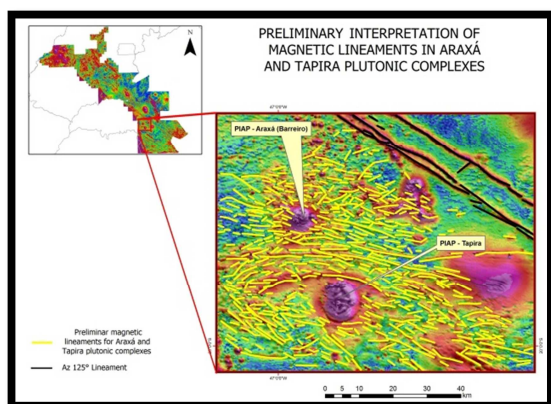 PRELIMINARY INTERPRETATION OF
MAGNETIC LINEAMENTS IN ARAXÁ
AND TAPIRA PLUTONIC COMPLEXES
N
PIAP - Araxá (Barreiro)
PIAP - Tapira
Preliminar magnetic
lineaments for Araxá and
Tapira plutonic complexes
Az 125° Lineament
0 5 10 20 30 40
km